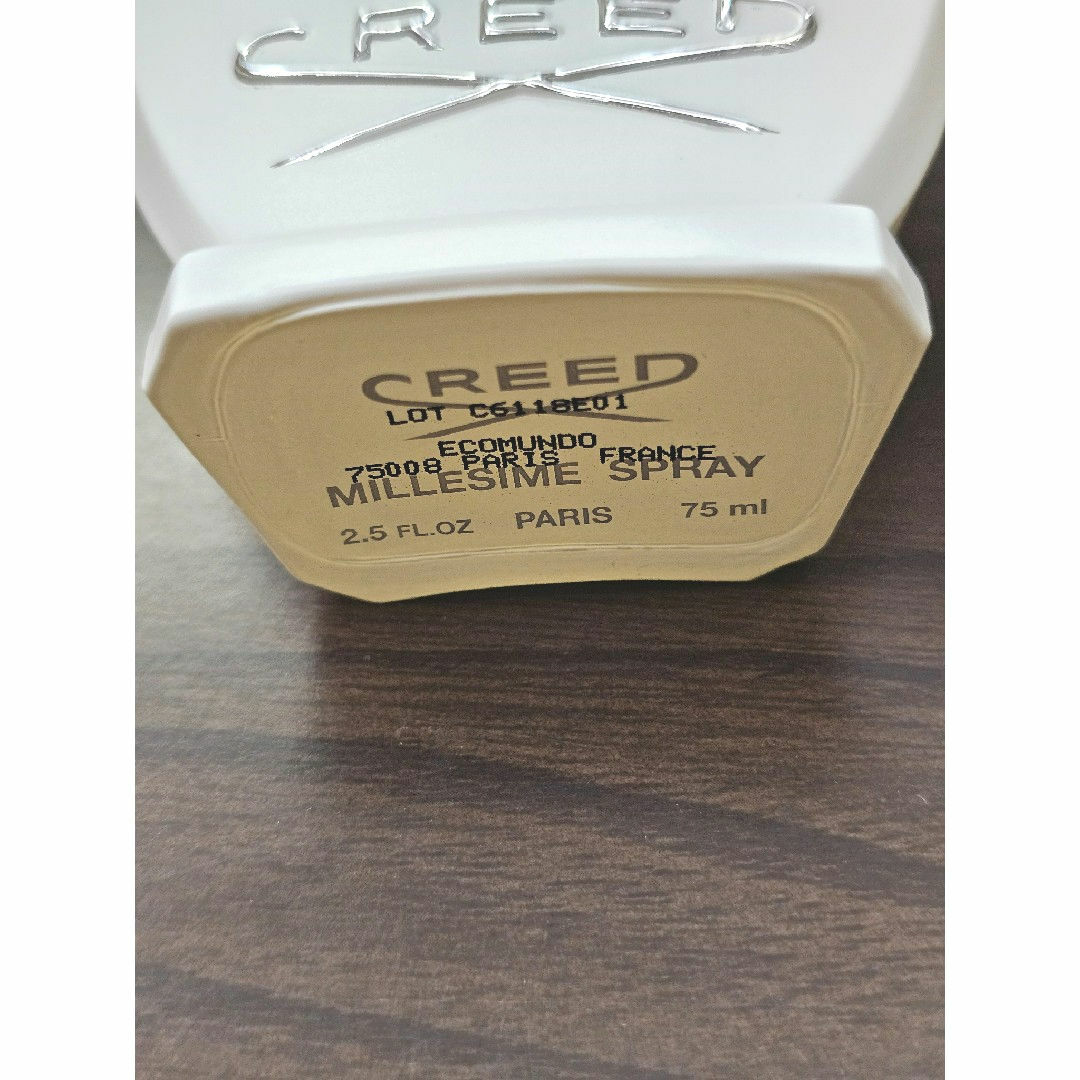 CREED
CREED
LOT C6118E01
ECOMUNDO
75008 PARIS FRANCE
MILLESIME SPRAY
2.5 FL.OZ PARIS 75 ml